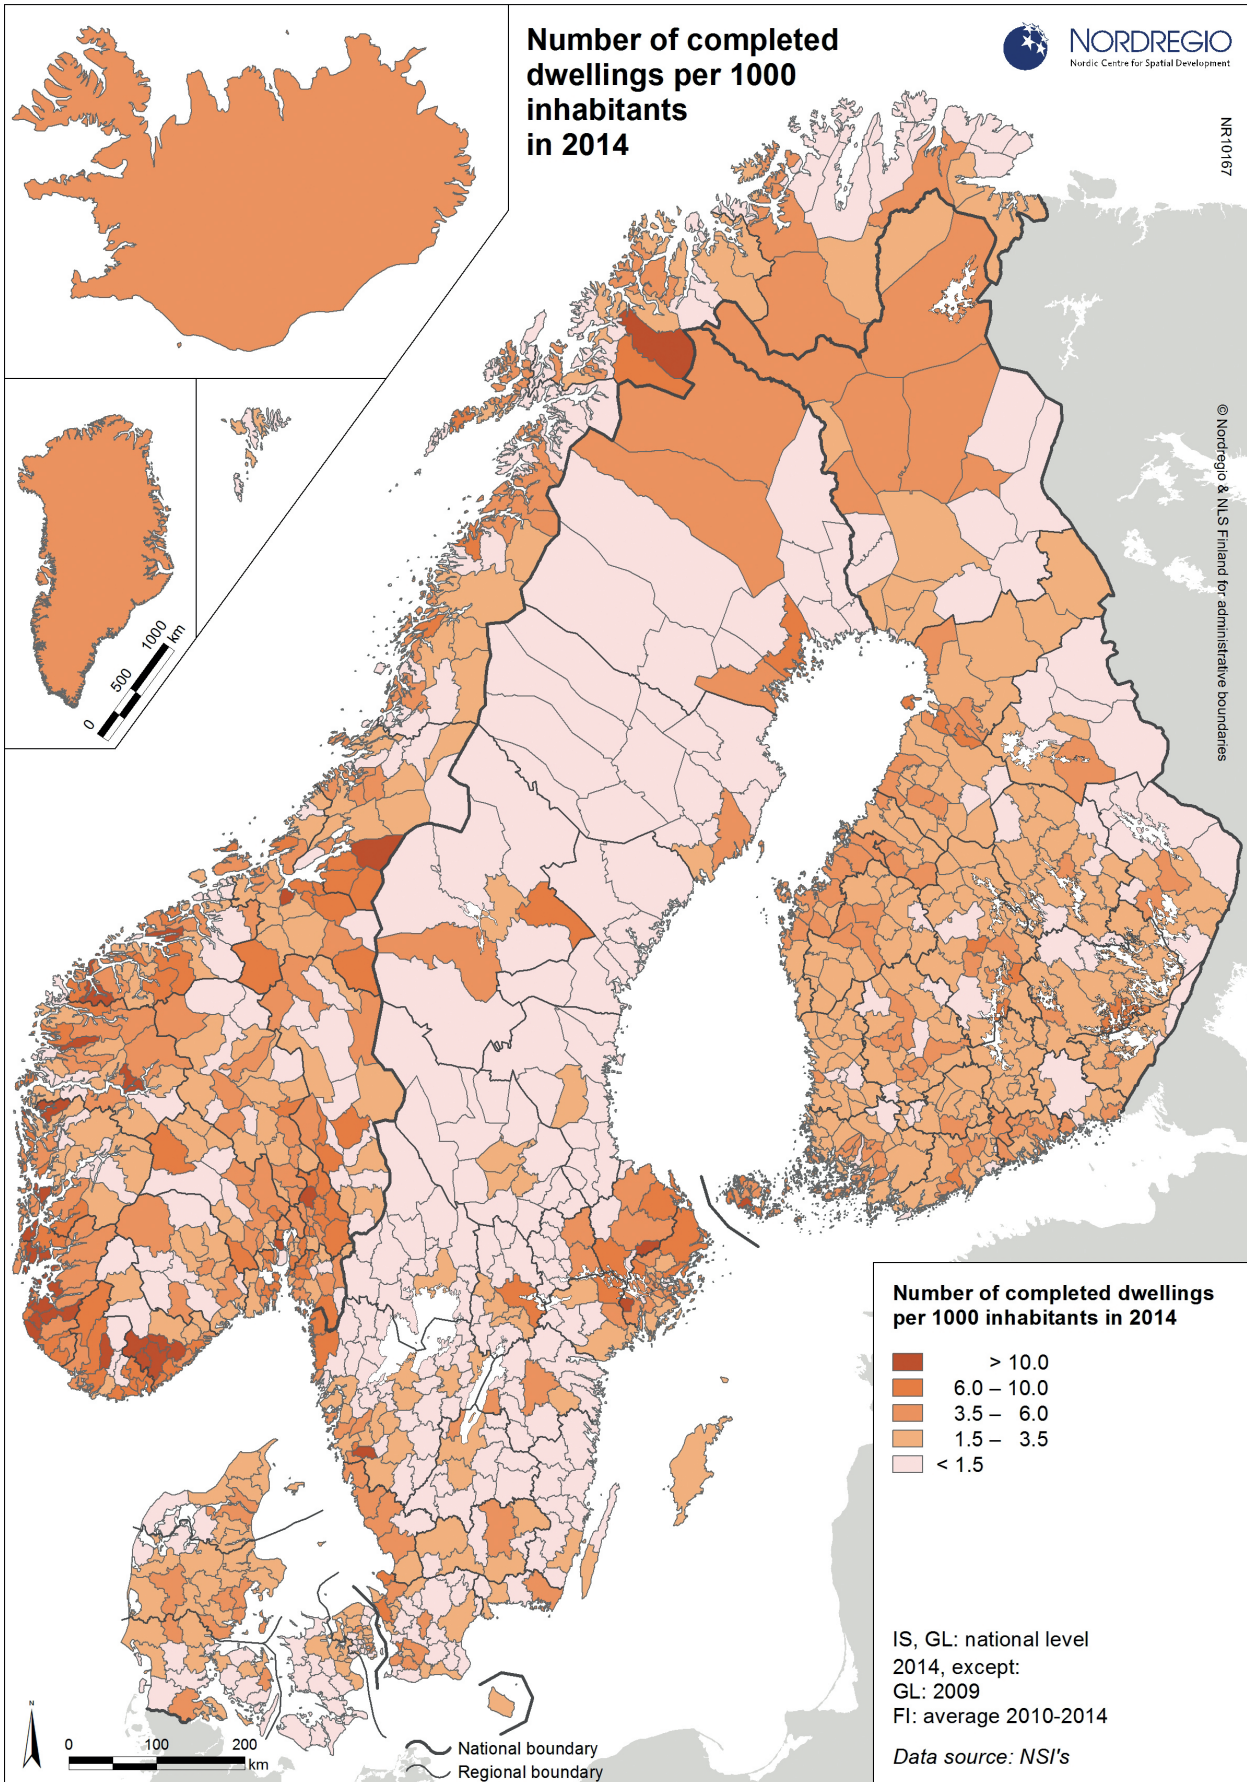 Number of completed
dwellings per 1000
inhabitants
in 2014
NORDREGIO
Nordic Centre for Spatial Development
NR10167
© Nordregio & NLS Finland for administrative boundaries
0 500 1000
km
Number of completed dwellings
per 1000 inhabitants in 2014
> 10.0
6.0 – 10.0
3.5 – 6.0
1.5 – 3.5
< 1.5
IS, GL: national level
2014, except:
GL: 2009
FI: average 2010-2014
Data source: NSI's
N
0 100 200
km
National boundary
Regional boundary